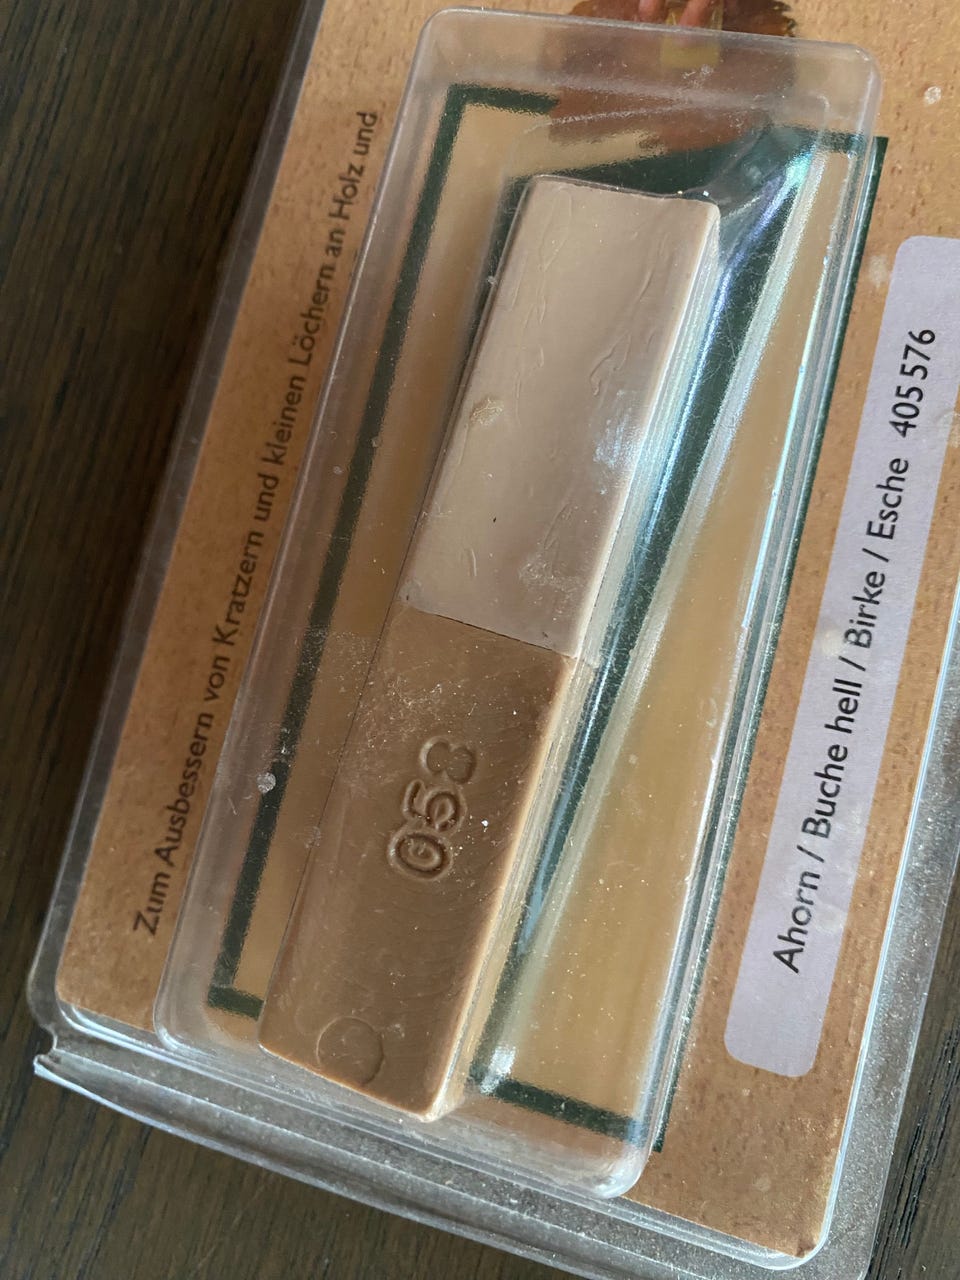 Zum Ausbessern von Kratzern und kleinen Löchern an Holz und
053
Ahorn / Buche hell / Birke / Esche 405 576